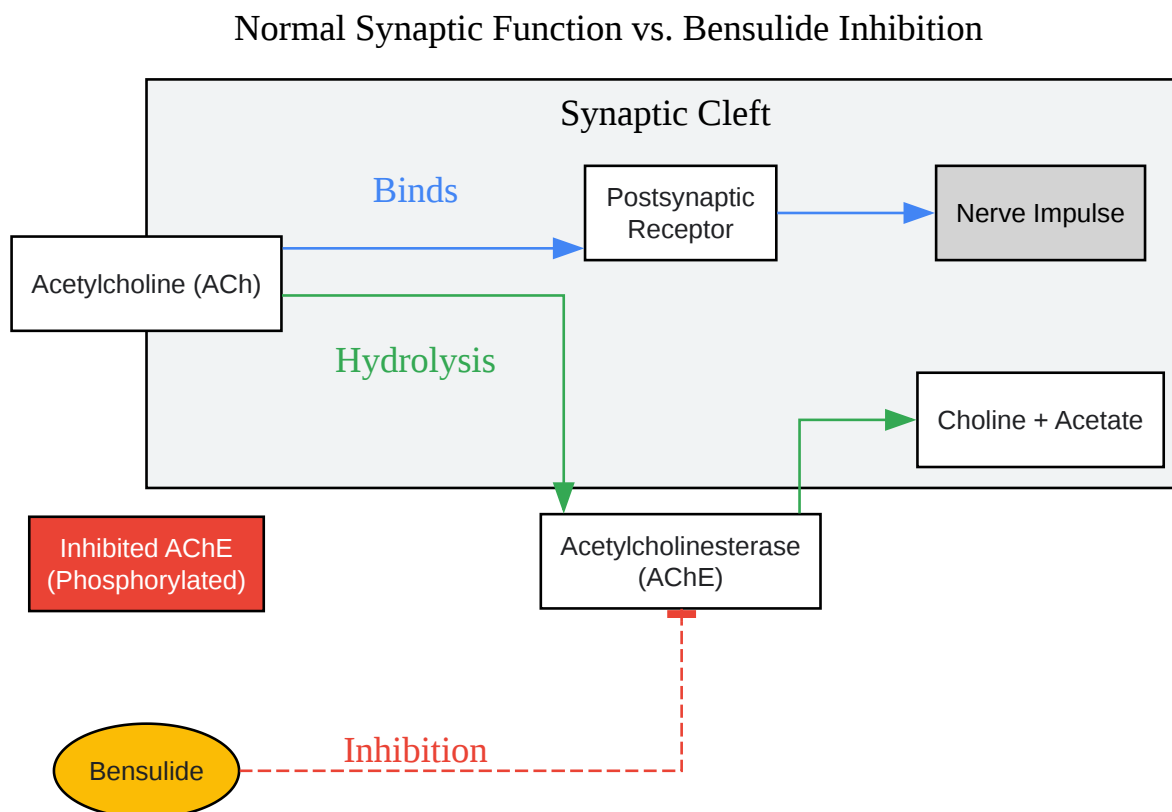 Normal Synaptic Function vs. Bensulide Inhibition
Synaptic Cleft
Binds
Postsynaptic
Receptor
Nerve Impulse
Acetylcholine (ACh)
Hydrolysis
Choline + Acetate
Inhibited AChE
(Phosphorylated)
Acetylcholinesterase
(AChE)
Inhibition
Bensulide